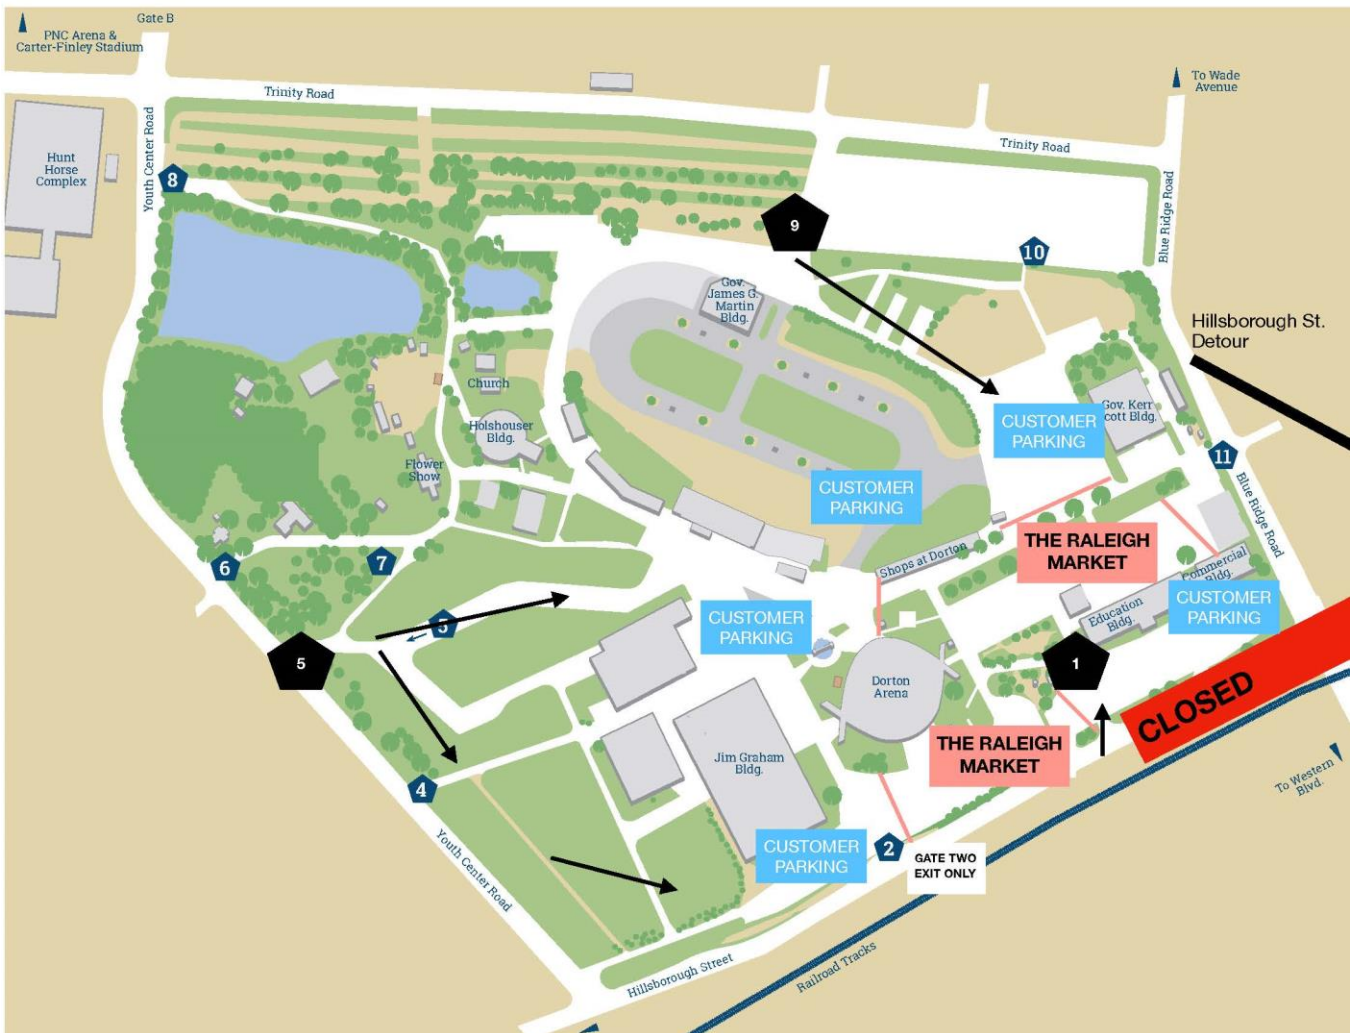 Gate B
PNC Arena &
Carter-Finley Stadium
Trinity Road
To Wade
Avenue
Trinity Road
Hunt
Horse
Complex
Youth Center Road
8
Blue Ridge Road
9
10
Gov.
James G.
Martin
Bldg.
Hillsborough St.
Detour
Church
Holshouser
Bldg.
Gov. Kerr
cott Bldg.
CUSTOMER
PARKING
Flower
Show
CUSTOMER
PARKING
11
Blue Ridge Road
THE RALEIGH
MARKET
Shops at Dorton
Commercial
Bldg.
6
7
CUSTOMER
PARKING
Education
Bldg.
CUSTOMER
PARKING
5
5
1
Dorton
Arena
CLOSED
THE RALEIGH
MARKET
Jim Graham
Bldg.
To Western
Blvd.
4
CUSTOMER
PARKING
2
GATE TWO
EXIT ONLY
Youth Center Road
Hillsborough Street
Railroad Tracks